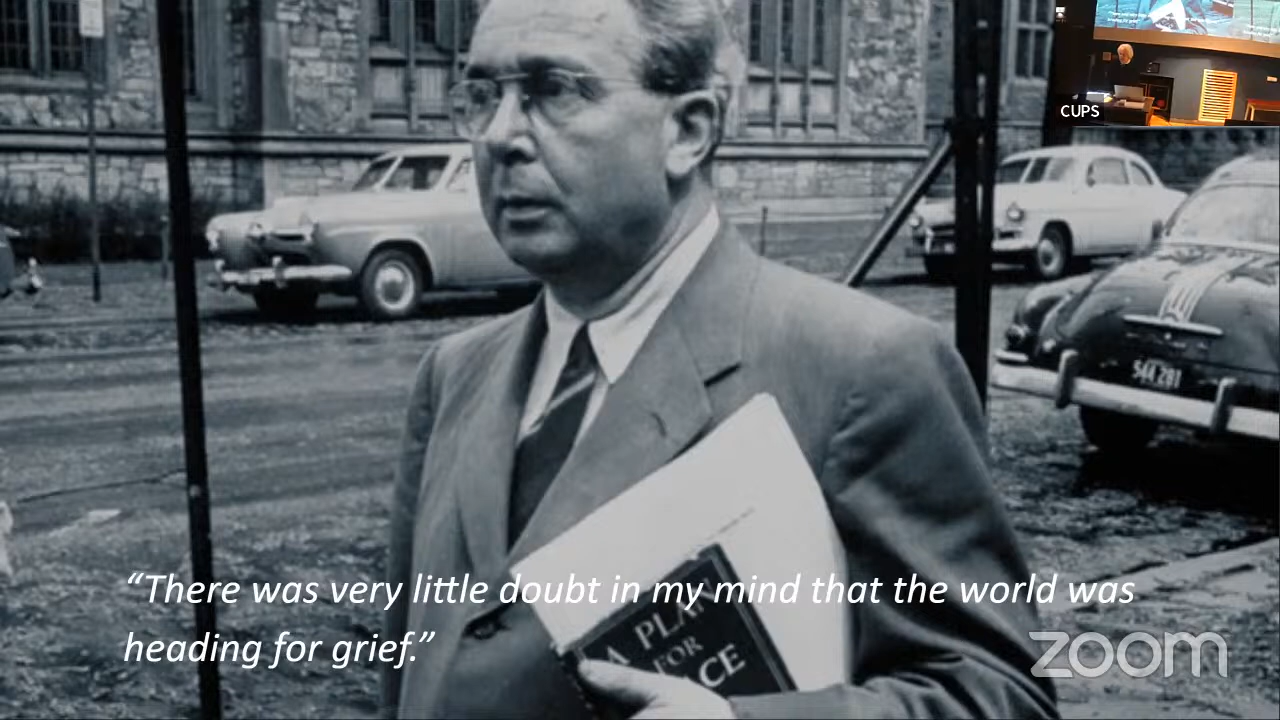 CUPS
544·281
“There was very little doubt in my mind that the world was
heading for grief.”
A PLA
FOR
ACE
zoom